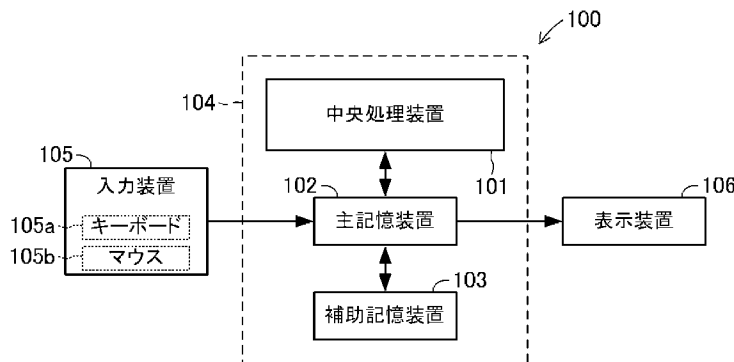 100
104
中央処理装置
101
105
入力装置
105a
キーボード
105b
マウス
102
主記憶装置
106
表示装置
103
補助記憶装置